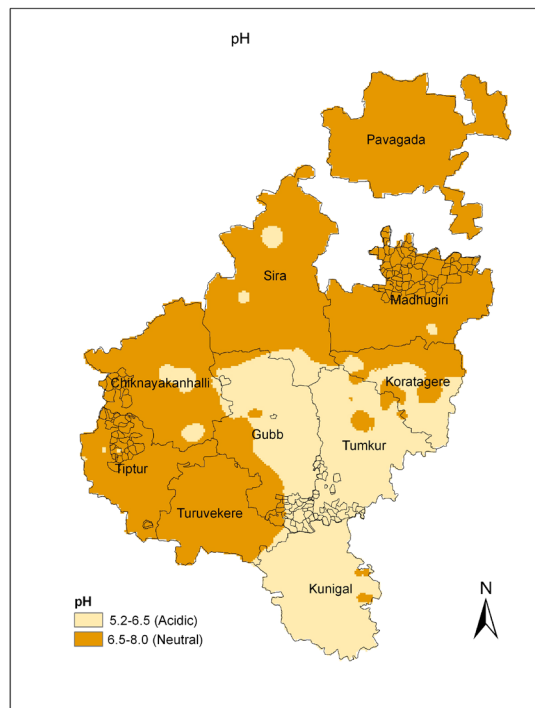 pH
Pavagada
Sira
Madhugiri
Chiknayakanhalli
Koratagere
Gubb
Tumkur
Tiptur
Turuvekere
Kunigal
N
pH
5.2-6.5 (Acidic)
6.5-8.0 (Neutral)